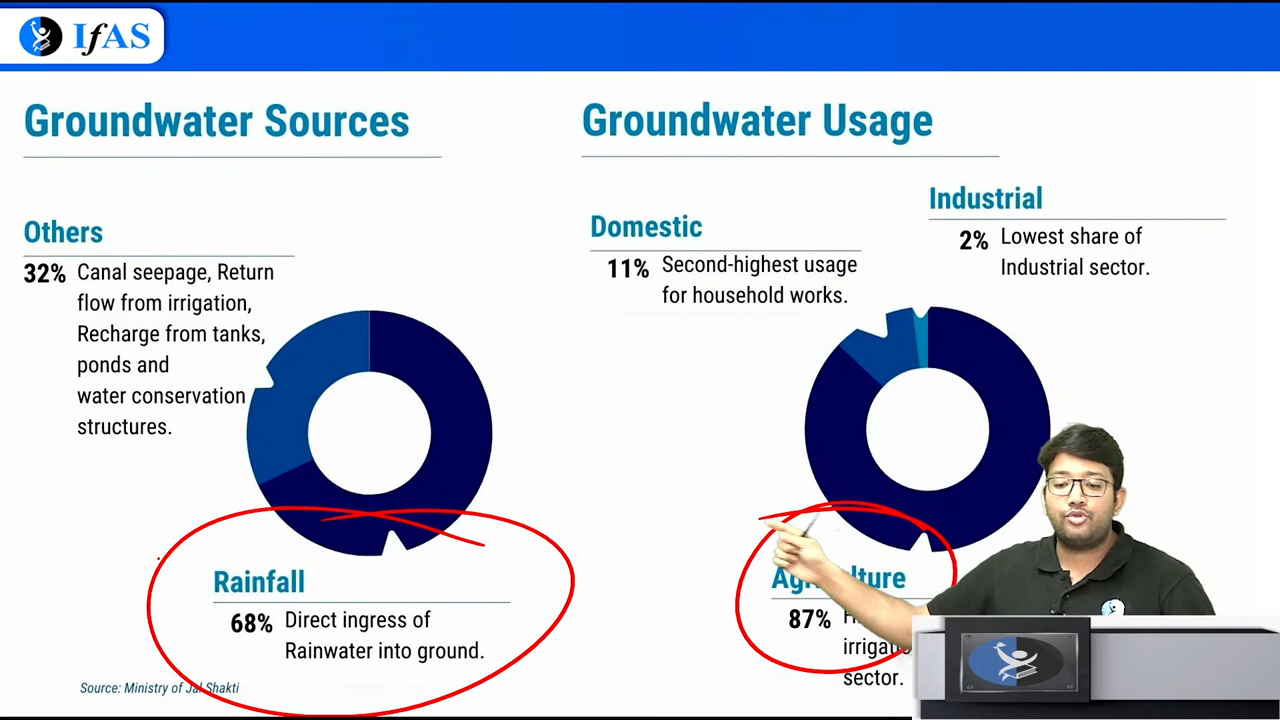 IfAS
Groundwater Sources
Others
32% Canal seepage, Return
flow from irrigation,
Recharge from tanks,
ponds and
water conservation
structures.
Rainfall
68% Direct ingress of
Rainwater into ground.
Source: Ministry of Jal Shakti
Groundwater Usage
Domestic
11% Second-highest usage
for household works.
Industrial
2% Lowest share of
Industrial sector.
87%
sector.